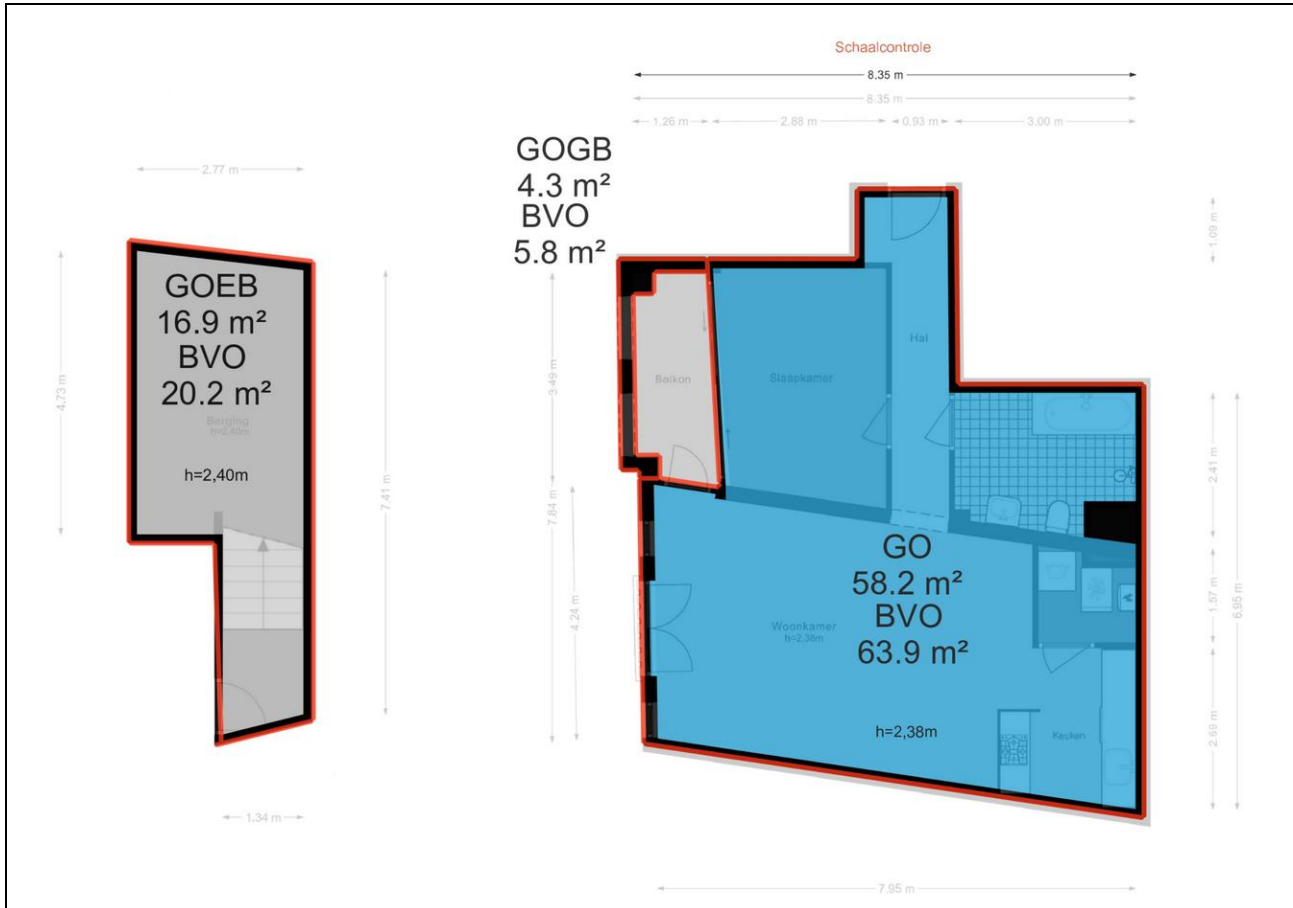 Schaalcontrole
8.35 m
8.35 m
1.26 m
2.88 m
0.93 m
3.00 m
2.77 m
GOGB
4.3 m²
BVO
5.8 m²
1.09 m
4.73 m
GOEB
16.9 m²
BVO
20.2 m²
Berging
h=2,40m
h=2,40m
7.41 m
1.34 m
3.49 m
7.84 m
4.24 m
Balkon
Slaapkamer
Hal
2.41 m
1.57 m
6.95 m
2.69 m
GO
58.2 m²
BVO
63.9 m²
Woonkamer
h=2,38m
h=2,38m
Keuken
7.95 m